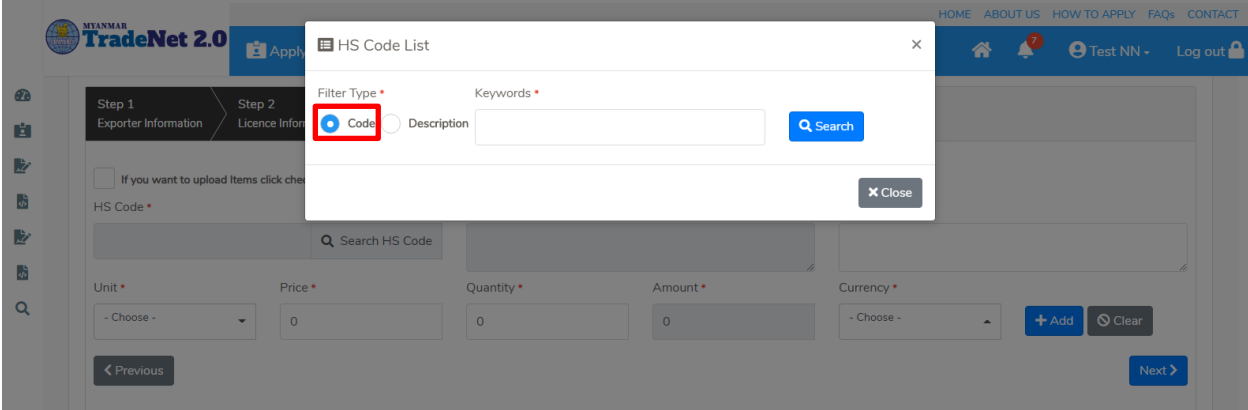 HOME ABOUT US HOW TO APPLY FAQs CONTACT
MYANMAR
TradeNet 2.0
Apply
7
Test NN
Log out
HS Code List
×
Filter Type *
Keywords *
Code
Description
Search
Close
Step 1
Exporter Information
Step 2
Licence Inform
If you want to upload Items click chec
HS Code *
Search HS Code
Unit *
Price *
Quantity *
Amount *
Currency *
- Choose -
0
0
0
- Choose -
Add
Clear
Previous
Next